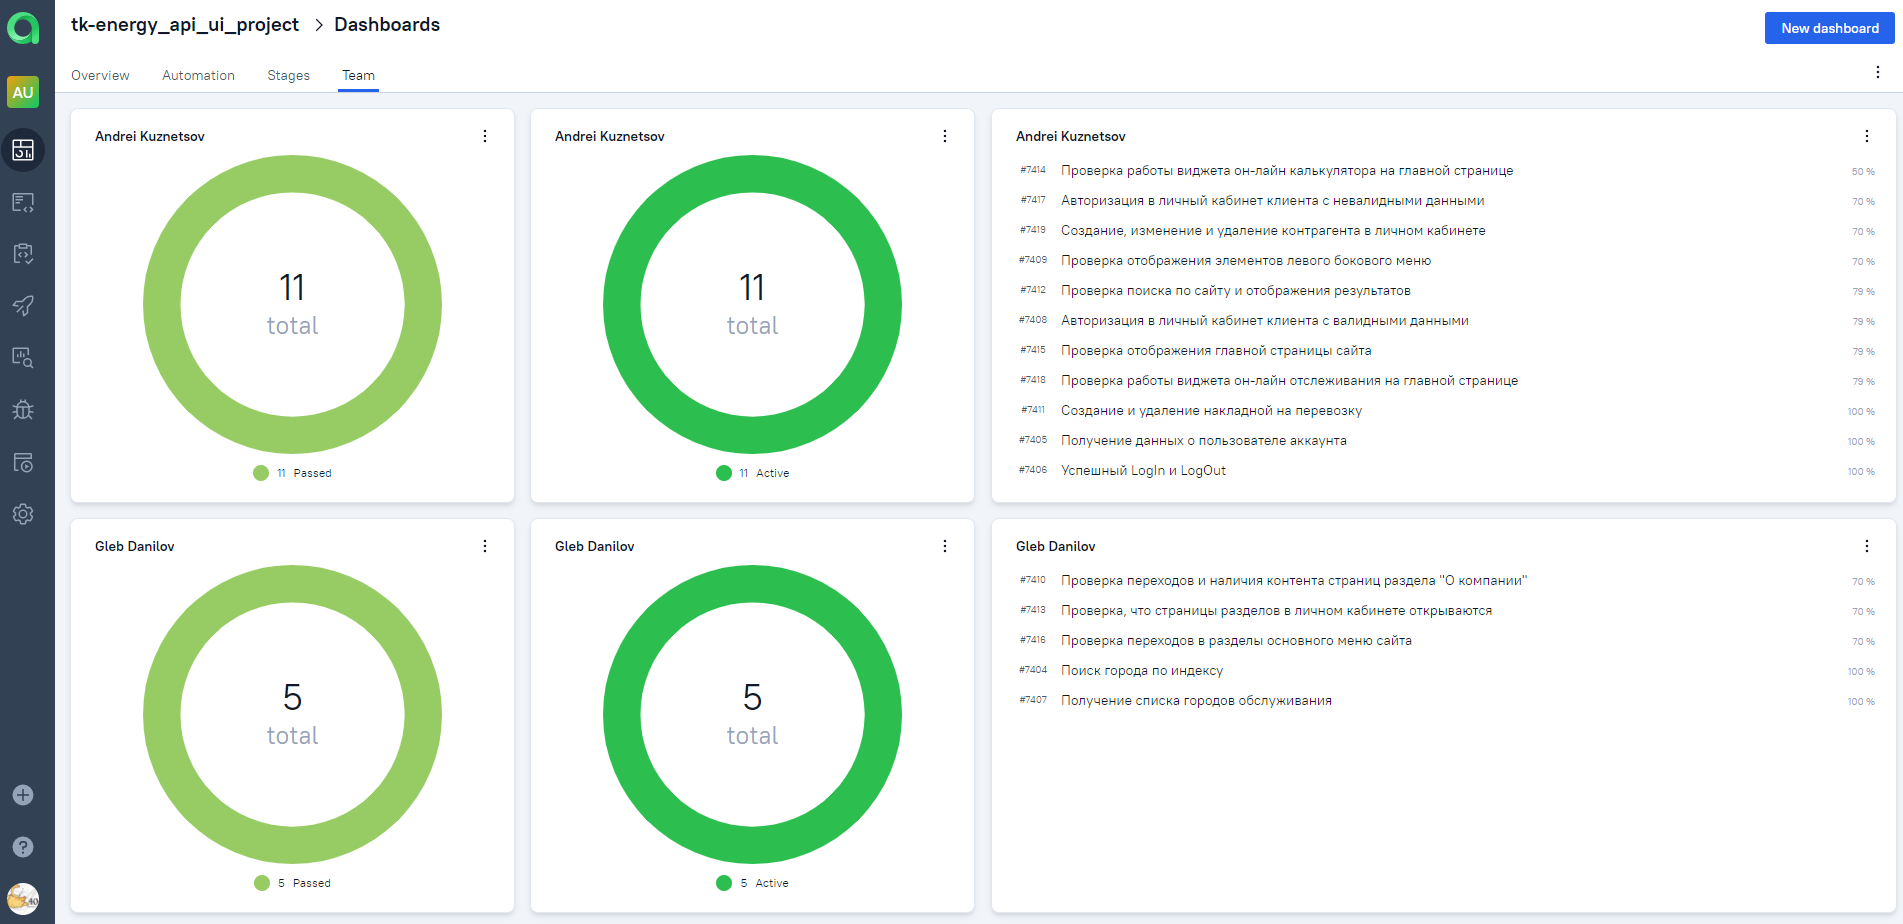 tk-energy_api_ui_project > Dashboards
New dashboard
AU
Overview Automation Stages Team
Andrei Kuznetsov
11
total
11 Passed
Andrei Kuznetsov
11
total
11 Active
Andrei Kuznetsov
#7414 Проверка работы виджета он-лайн калькулятора на главной странице 50 %
#7417 Авторизация в личный кабинет клиента с невалидными данными 70 %
#7419 Создание, изменение и удаление контрагента в личном кабинете 70 %
#7409 Проверка отображения элементов левого бокового меню 70 %
#7412 Проверка поиска по сайту и отображения результатов 79 %
#7408 Авторизация в личный кабинет клиента с валидными данными 79 %
#7415 Проверка отображения главной страницы сайта 79 %
#7418 Проверка работы виджета он-лайн отслеживания на главной странице 79 %
#7411 Создание и удаление накладной на перевозку 100 %
#7405 Получение данных о пользователе аккаунта 100 %
#7406 Успешный LogIn и LogOut 100 %
Gleb Danilov
5
total
5 Passed
Gleb Danilov
5
total
5 Active
Gleb Danilov
#7410 Проверка переходов и наличия контента страниц раздела "О компании" 70 %
#7413 Проверка, что страницы разделов в личном кабинете открываются 70 %
#7416 Проверка переходов в разделы основного меню сайта 70 %
#7404 Поиск города по индексу 100 %
#7407 Получение списка городов обслуживания 100 %